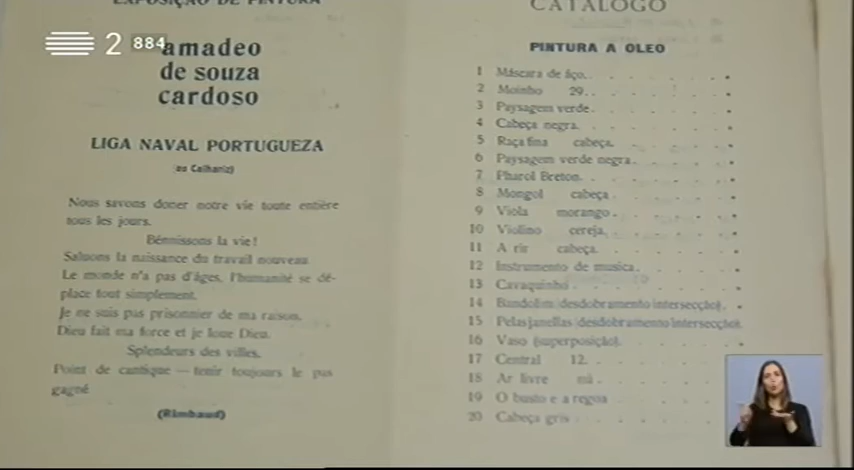 EXPOSIÇÃO DE PINTURA
2 884
amadeo
de souza
cardoso
LIGA NAVAL PORTUGUEZA
(ao Calhariz)
Nous savons doner notre vie toute entière
tous les jours.
Bénnissons la vie!
Saluons la naissance du travail nouveau
Le monde n'a pas d'âges, l'humanité se dé-
place tout simplement.
Je ne suis pas prisonnier de ma raison.
Dieu fait ma force et je loue Dieu.
Splendeurs des villes.
Point de cantique — tenir toujours le pas
gagné
(Rimbaud)
CATALOGO
PINTURA A OLEO
1 Máscara de áço.
2 Moinho 29.
3 Paysagem verde.
4 Cabeça negra.
5 Raça fina cabeça.
6 Paysagem verde negra.
7 Pharol Breton.
8 Mongol cabeça
9 Viola morango.
10 Violino cereja.
11 A rir cabeça.
12 Instrumento de musica.
13 Cavaquinho
14 Bandolim (desdobramento intersecção).
15 Pelas janellas (desdobramento intersecção).
16 Vaso (superposição).
17 Central 12.
18 Ar livre nú
19 O busto e a regoa
20 Cabeça gris